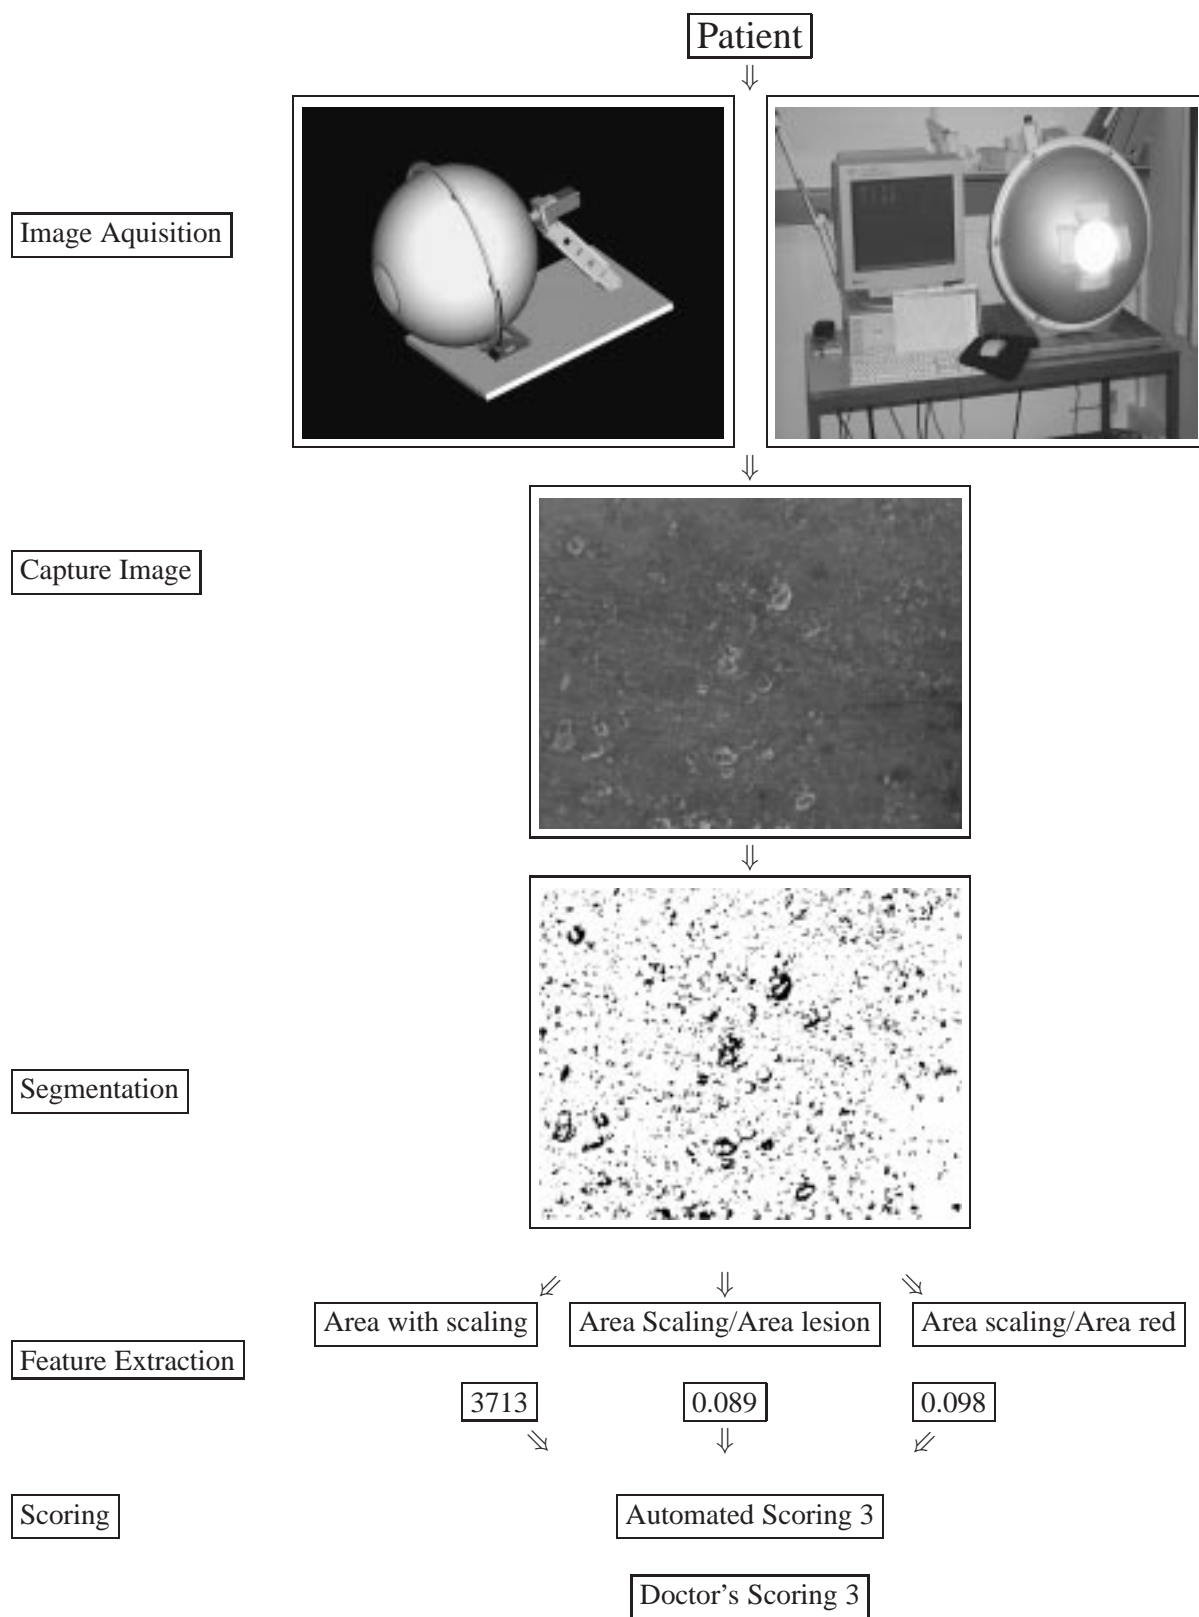 Patient
Image Aquisition
Capture Image
Segmentation
Area with scaling
Area Scaling/Area lesion
Area scaling/Area red
Feature Extraction
3713
0.089
0.098
Scoring
Automated Scoring 3
Doctor's Scoring 3